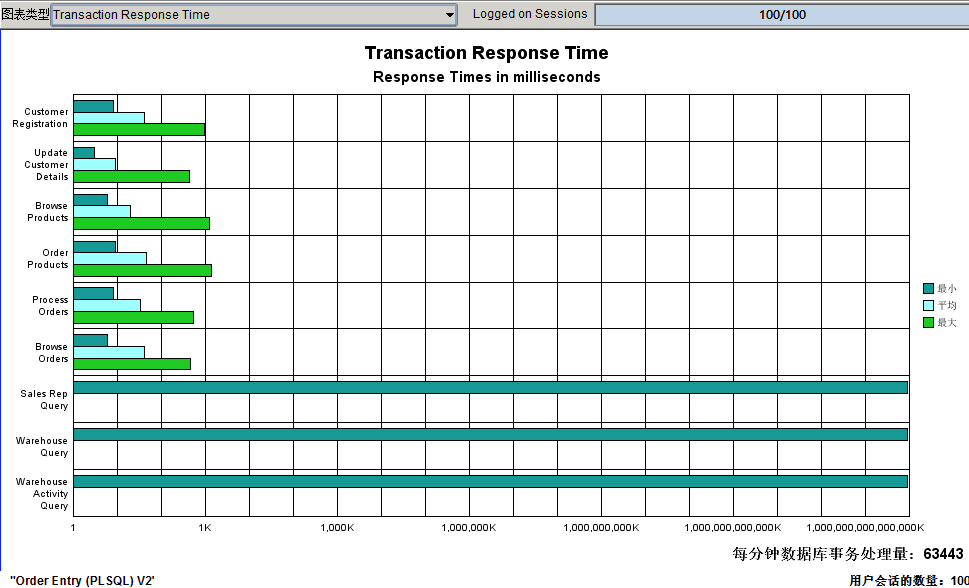 图表类型 Transaction Response Time Logged on Sessions 100/100
Transaction Response Time
Response Times in milliseconds
Customer
Registration
Update
Customer
Details
Browse
Products
Order
Products
Process
Orders
Browse
Orders
Sales Rep
Query
Warehouse
Query
Warehouse
Activity
Query
最小
平均
最大
1 1K 1,000K 1,000,000K 1,000,000,000K 1,000,000,000,000K 1,000,000,000,000,000K
每分钟数据库事务处理量: 63443
"Order Entry (PLSQL) V2' 用户会话的数量: 100